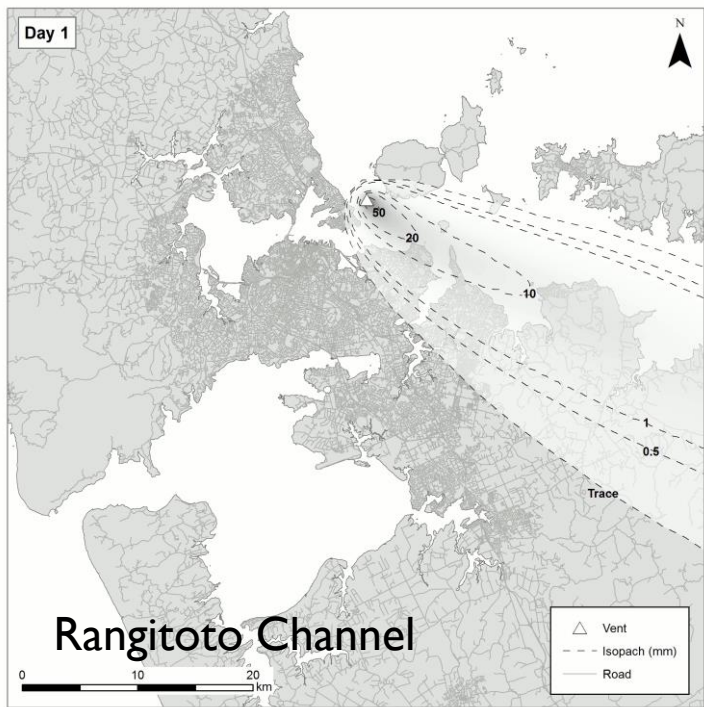 Day 1
N
50
20
10
1
0.5
Trace
Rangitoto Channel
0 10 20
km
Vent
Isopach (mm)
Road